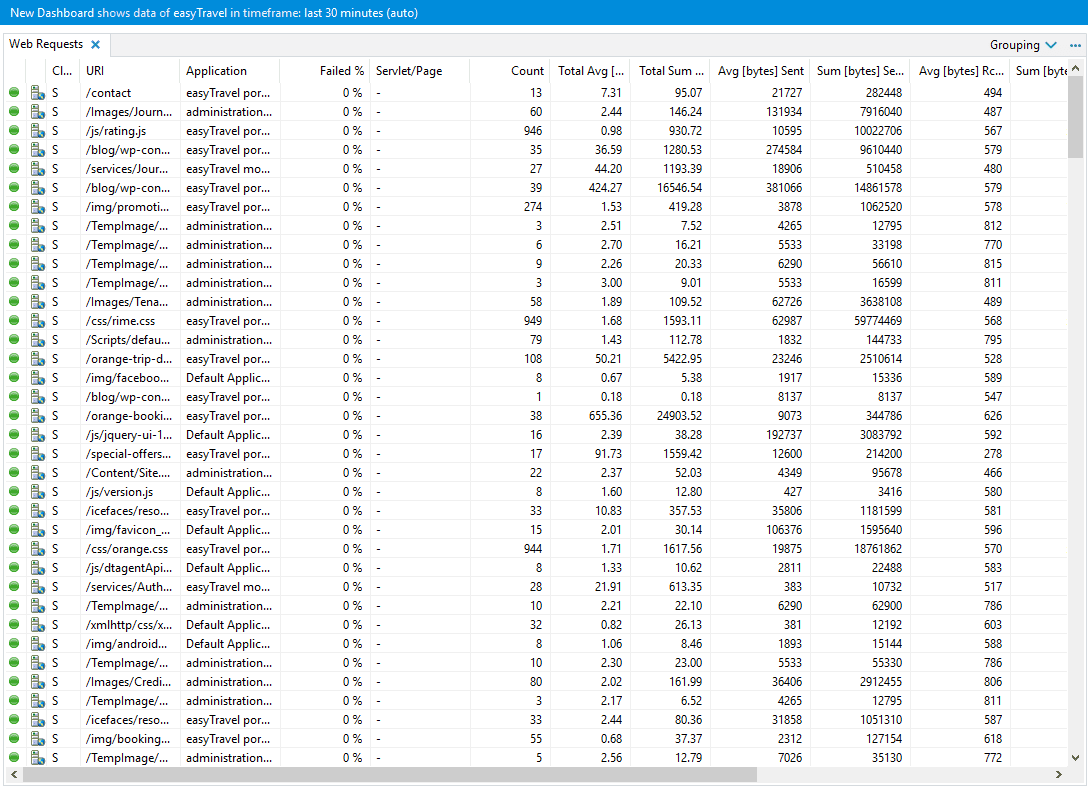 New Dashboard shows data of easyTravel in timeframe: last 30 minutes (auto)
Web Requests Grouping
Cl... URI Application Failed % Servlet/Page Count Total Avg [... Total Sum ... Avg [bytes] Sent Sum [bytes] Se... Avg [bytes] Rc... Sum [byte
S /contact easyTravel por... 0 % - 13 7.31 95.07 21727 282448 494
S /Images/Journ... administration... 0 % - 60 2.44 146.24 131934 7916040 487
S /js/rating.js easyTravel por... 0 % - 946 0.98 930.72 10595 10022706 567
S /blog/wp-con... easyTravel por... 0 % - 35 36.59 1280.53 274584 9610440 579
S /services/Jour... easyTravel mo... 0 % - 27 44.20 1193.39 18906 510458 480
S /blog/wp-con... easyTravel por... 0 % - 39 424.27 16546.54 381066 14861578 579
S /img/promoti... easyTravel por... 0 % - 274 1.53 419.28 3878 1062520 578
S /TempImage/... administration... 0 % - 3 2.51 7.52 4265 12795 812
S /TempImage/... administration... 0 % - 6 2.70 16.21 5533 33198 770
S /TempImage/... administration... 0 % - 9 2.26 20.33 6290 56610 815
S /TempImage/... administration... 0 % - 3 3.00 9.01 5533 16599 811
S /Images/Tena... administration... 0 % - 58 1.89 109.52 62726 3638108 489
S /css/rime.css easyTravel por... 0 % - 949 1.68 1593.11 62987 59774469 568
S /Scripts/defau... administration... 0 % - 79 1.43 112.78 1832 144733 795
S /orange-trip-d... easyTravel por... 0 % - 108 50.21 5422.95 23246 2510614 528
S /img/faceboo... Default Applic... 0 % - 8 0.67 5.38 1917 15336 589
S /blog/wp-con... easyTravel por... 0 % - 1 0.18 0.18 8137 8137 547
S /orange-booki... easyTravel por... 0 % - 38 655.36 24903.52 9073 344786 626
S /js/jquery-ui-1... Default Applic... 0 % - 16 2.39 38.28 192737 3083792 592
S /special-offers... easyTravel por... 0 % - 17 91.73 1559.42 12600 214200 278
S /Content/Site.... administration... 0 % - 22 2.37 52.03 4349 95678 466
S /js/version.js Default Applic... 0 % - 8 1.60 12.80 427 3416 580
S /icefaces/reso... easyTravel por... 0 % - 33 10.83 357.53 35806 1181599 581
S /img/favicon_... Default Applic... 0 % - 15 2.01 30.14 106376 1595640 596
S /css/orange.css easyTravel por... 0 % - 944 1.71 1617.56 19875 18761862 570
S /js/dtagentApi... Default Applic... 0 % - 8 1.33 10.62 2811 22488 583
S /services/Auth... easyTravel mo... 0 % - 28 21.91 613.35 383 10732 517
S /TempImage/... administration... 0 % - 10 2.21 22.10 6290 62900 786
S /xmlhttp/css/x... Default Applic... 0 % - 32 0.82 26.13 381 12192 603
S /img/android... Default Applic... 0 % - 8 1.06 8.46 1893 15144 588
S /TempImage/... administration... 0 % - 10 2.30 23.00 5533 55330 786
S /Images/Credi... administration... 0 % - 80 2.02 161.99 36406 2912455 806
S /TempImage/... administration... 0 % - 3 2.17 6.52 4265 12795 811
S /icefaces/reso... easyTravel por... 0 % - 33 2.44 80.36 31858 1051310 587
S /img/booking... easyTravel por... 0 % - 55 0.68 37.37 2312 127154 618
S /TempImage/... administration... 0 % - 5 2.56 12.79 7026 35130 772